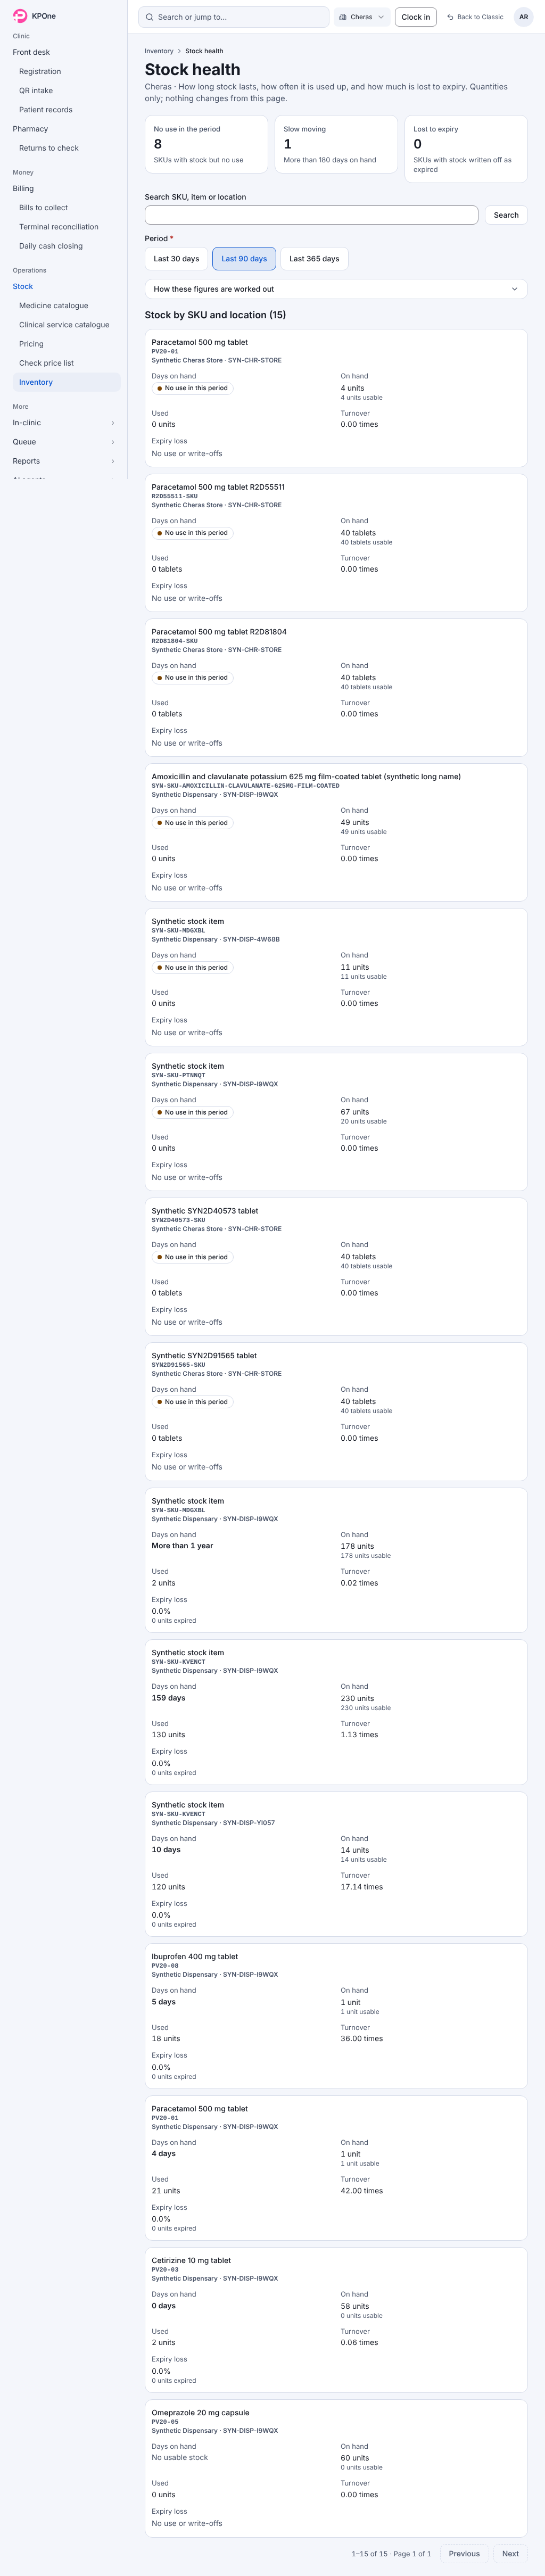 KPOne
Search or jump to...
Cheras
Clock in
Back to Classic
AR
Clinic
Front desk
Registration
QR intake
Patient records
Pharmacy
Returns to check
Money
Billing
Bills to collect
Terminal reconciliation
Daily cash closing
Operations
Stock
Medicine catalogue
Clinical service catalogue
Pricing
Check price list
Inventory
More
In-clinic
Queue
Reports
Inventory > Stock health
Stock health
Cheras · How long stock lasts, how often it is used up, and how much is lost to expiry. Quantities
only; nothing changes from this page.
No use in the period
8
SKUs with stock but no use
Slow moving
1
More than 180 days on hand
Lost to expiry
0
SKUs with stock written off as
expired
Search SKU, item or location
Search
Period *
Last 30 days
Last 90 days
Last 365 days
How these figures are worked out
Stock by SKU and location (15)
Paracetamol 500 mg tablet
PV20-01
Synthetic Cheras Store · SYN-CHR-STORE
Days on hand
No use in this period
On hand
4 units
4 units usable
Used
0 units
Turnover
0.00 times
Expiry loss
No use or write-offs
Paracetamol 500 mg tablet R2D55511
R2D55511-SKU
Synthetic Cheras Store · SYN-CHR-STORE
Days on hand
No use in this period
On hand
40 tablets
40 tablets usable
Used
0 tablets
Turnover
0.00 times
Expiry loss
No use or write-offs
Paracetamol 500 mg tablet R2D81804
R2D81804-SKU
Synthetic Cheras Store · SYN-CHR-STORE
Days on hand
No use in this period
On hand
40 tablets
40 tablets usable
Used
0 tablets
Turnover
0.00 times
Expiry loss
No use or write-offs
Amoxicillin and clavulanate potassium 625 mg film-coated tablet (synthetic long name)
SYN-SKU-AMOXICILLIN-CLAVULANATE-625MG-FILM-COATED
Synthetic Dispensary · SYN-DISP-I9WQX
Days on hand
No use in this period
On hand
49 units
49 units usable
Used
0 units
Turnover
0.00 times
Expiry loss
No use or write-offs
Synthetic stock item
SYN-SKU-MDGXBL
Synthetic Dispensary · SYN-DISP-4W68B
Days on hand
No use in this period
On hand
11 units
11 units usable
Used
0 units
Turnover
0.00 times
Expiry loss
No use or write-offs
Synthetic stock item
SYN-SKU-PTNNQT
Synthetic Dispensary · SYN-DISP-I9WQX
Days on hand
No use in this period
On hand
67 units
20 units usable
Used
0 units
Turnover
0.00 times
Expiry loss
No use or write-offs
Synthetic SYN2D40573 tablet
SYN2D40573-SKU
Synthetic Cheras Store · SYN-CHR-STORE
Days on hand
No use in this period
On hand
40 tablets
40 tablets usable
Used
0 tablets
Turnover
0.00 times
Expiry loss
No use or write-offs
Synthetic SYN2D91565 tablet
SYN2D91565-SKU
Synthetic Cheras Store · SYN-CHR-STORE
Days on hand
No use in this period
On hand
40 tablets
40 tablets usable
Used
0 tablets
Turnover
0.00 times
Expiry loss
No use or write-offs
Synthetic stock item
SYN-SKU-MDGXBL
Synthetic Dispensary · SYN-DISP-I9WQX
Days on hand
More than 1 year
On hand
178 units
178 units usable
Used
2 units
Turnover
0.02 times
Expiry loss
0.0%
0 units expired
Synthetic stock item
SYN-SKU-KVENCT
Synthetic Dispensary · SYN-DISP-I9WQX
Days on hand
159 days
On hand
230 units
230 units usable
Used
130 units
Turnover
1.13 times
Expiry loss
0.0%
0 units expired
Synthetic stock item
SYN-SKU-KVENCT
Synthetic Dispensary · SYN-DISP-YI057
Days on hand
10 days
On hand
14 units
14 units usable
Used
120 units
Turnover
17.14 times
Expiry loss
0.0%
0 units expired
Ibuprofen 400 mg tablet
PV20-08
Synthetic Dispensary · SYN-DISP-I9WQX
Days on hand
5 days
On hand
1 unit
1 unit usable
Used
18 units
Turnover
36.00 times
Expiry loss
0.0%
0 units expired
Paracetamol 500 mg tablet
PV20-01
Synthetic Dispensary · SYN-DISP-I9WQX
Days on hand
4 days
On hand
1 unit
1 unit usable
Used
21 units
Turnover
42.00 times
Expiry loss
0.0%
0 units expired
Cetirizine 10 mg tablet
PV20-03
Synthetic Dispensary · SYN-DISP-I9WQX
Days on hand
0 days
On hand
58 units
0 units usable
Used
2 units
Turnover
0.06 times
Expiry loss
0.0%
0 units expired
Omeprazole 20 mg capsule
PV20-05
Synthetic Dispensary · SYN-DISP-I9WQX
Days on hand
No usable stock
On hand
60 units
0 units usable
Used
0 units
Turnover
0.00 times
Expiry loss
No use or write-offs
1–15 of 15 · Page 1 of 1
Previous
Next